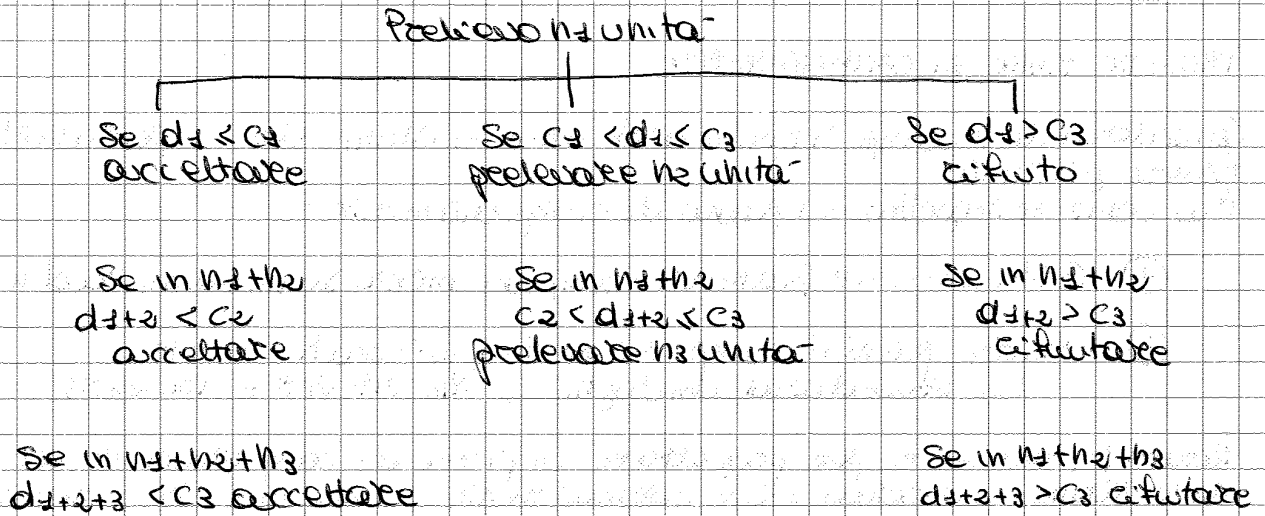 Prelievo n1 unità
Se d1 ≤ c1
accettare
Se c1 < d1 ≤ c3
prelevare n2 unità
Se d1 > c3
rifiuto
Se in n1+n2
d1+2 < c2
accettare
Se in n1+n2
c2 < d1+2 ≤ c3
prelevare n3 unità
Se in n1+n2
d1+2 > c3
rifiutare
Se in n1+n2+n3
d1+2+3 < c3 accettare
Se in n1+n2+n3
d1+2+3 > c3 rifiutare